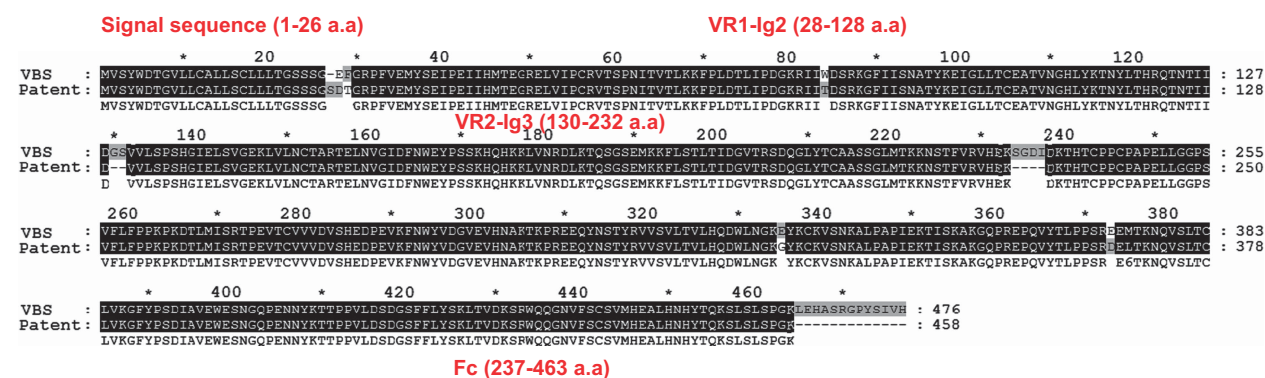 Signal sequence (1-26 a.a) VR1-Ig2 (28-128 a.a)
* 20 * 40 * 60 * 80 * 100 * 120
VBS : MVSYWDTGVLLCALLSCLLLTGSSSG-EFGRPFVEMYSEIPEIIHMTEGRELVIPCRVTSPNITVTLKKFPLDTLIPDGKRIIWDSRKGFIISNATYKEIGLLTCEATVNGHLYKTNYLTHRQTNTII : 127
Patent : MVSYWDTGVLLCALLSCLLLTGSSSGSDTGRPFVEMYSEIPEIIHMTEGRELVIPCRVTSPNITVTLKKFPLDTLIPDGKRIITDSRKGFIISNATYKEIGLLTCEATVNGHLYKTNYLTHRQTNTII : 128
MVSYWDTGVLLCALLSCLLLTGSSSG GRPFVEMYSEIPEIIHMTEGRELVIPCRVTSPNITVTLKKFPLDTLIPDGKRII DSRKGFIISNATYKEIGLLTCEATVNGHLYKTNYLTHRQTNTII
VR2-Ig3 (130-232 a.a)
* 140 * 160 * 180 * 200 * 220 * 240 *
VBS : DGSVVLSPSHGIELSVGEKLVLNCTARTELNVGIDFNWEYPSSKHQHKKLVNRDLKTQSGSEMKKFLSTLTIDGVTRSDQGLYTCAASSGLMTKKNSTFVRVHEKSGDIDKTHTCPPCPAPELLGGPS : 255
Patent : D--VVLSPSHGIELSVGEKLVLNCTARTELNVGIDFNWEYPSSKHQHKKLVNRDLKTQSGSEMKKFLSTLTIDGVTRSDQGLYTCAASSGLMTKKNSTFVRVHEK----DKTHTCPPCPAPELLGGPS : 250
D VVLSPSHGIELSVGEKLVLNCTARTELNVGIDFNWEYPSSKHQHKKLVNRDLKTQSGSEMKKFLSTLTIDGVTRSDQGLYTCAASSGLMTKKNSTFVRVHEK DKTHTCPPCPAPELLGGPS
260 * 280 * 300 * 320 * 340 * 360 * 380
VBS : VFLFPPKPKDTLMISRTPEVTCVVVDVSHEDPEVKFNWYVDGVEVHNAKTKPREEQYNSTYRVVSVLTVLHQDWLNGKEYKCKVSNKALPAPIEKTISKAKGQPREPQVYTLPPSREEMTKNQVSLTC : 383
Patent : VFLFPPKPKDTLMISRTPEVTCVVVDVSHEDPEVKFNWYVDGVEVHNAKTKPREEQYNSTYRVVSVLTVLHQDWLNGKGYKCKVSNKALPAPIEKTISKAKGQPREPQVYTLPPSRDELTKNQVSLTC : 378
VFLFPPKPKDTLMISRTPEVTCVVVDVSHEDPEVKFNWYVDGVEVHNAKTKPREEQYNSTYRVVSVLTVLHQDWLNGK YKCKVSNKALPAPIEKTISKAKGQPREPQVYTLPPSR E6TKNQVSLTC
* 400 * 420 * 440 * 460 *
VBS : LVKGFYPSDIAVEWESNGQPENNYKTTPPVLDSDGSFFLYSKLTVDKSRWQQGNVFSCSVMHEALHNHYTQKSLSLSPGKLEHASRGPYSIVH : 476
Patent : LVKGFYPSDIAVEWESNGQPENNYKTTPPVLDSDGSFFLYSKLTVDKSRWQQGNVFSCSVMHEALHNHYTQKSLSLSPGK------------- : 458
LVKGFYPSDIAVEWESNGQPENNYKTTPPVLDSDGSFFLYSKLTVDKSRWQQGNVFSCSVMHEALHNHYTQKSLSLSPGK
Fc (237-463 a.a)